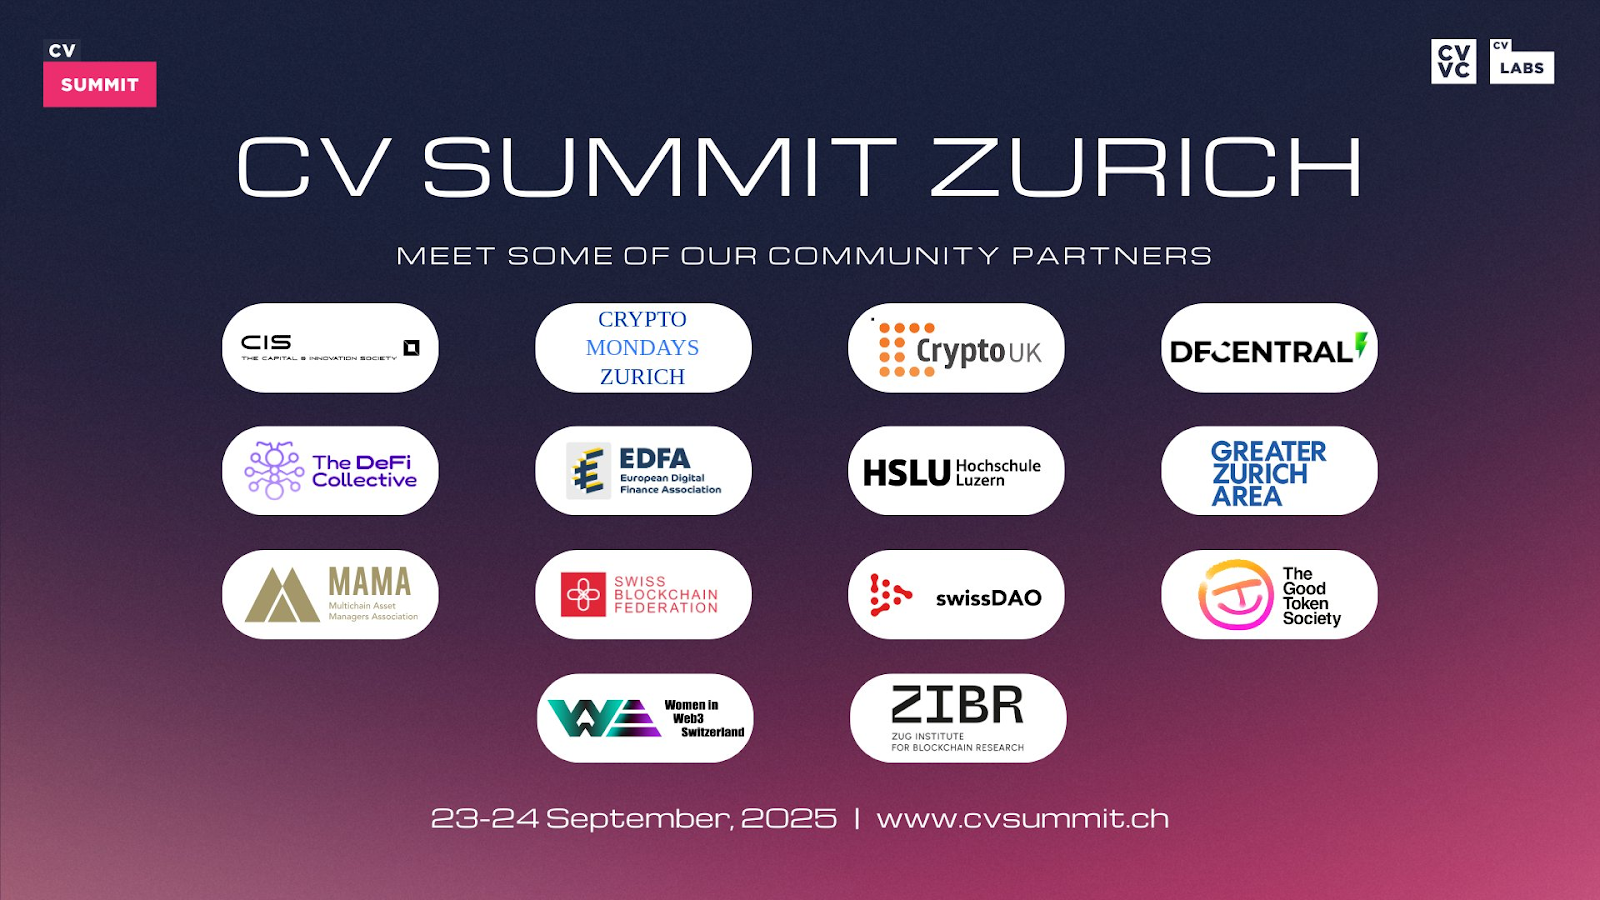 CV
SUMMIT
CV
VC
CV
LABS
CV SUMMIT ZURICH
MEET SOME OF OUR COMMUNITY PARTNERS
CIS
THE CAPITAL & INNOVATION SOCIETY
CRYPTO
MONDAYS
ZURICH
CryptoUK
DECENTRAL
The DeFi
Collective
EDFA
European Digital
Finance Association
HSLU Hochschule
Luzern
GREATER
ZURICH
AREA
MAMA
Multichain Asset
Managers Association
SWISS
BLOCKCHAIN
FEDERATION
swissDAO
The
Good
Token
Society
Women in
Web3
Switzerland
ZIBR
ZUG INSTITUTE
FOR BLOCKCHAIN RESEARCH
23-24 September, 2025 | www.cvsummit.ch